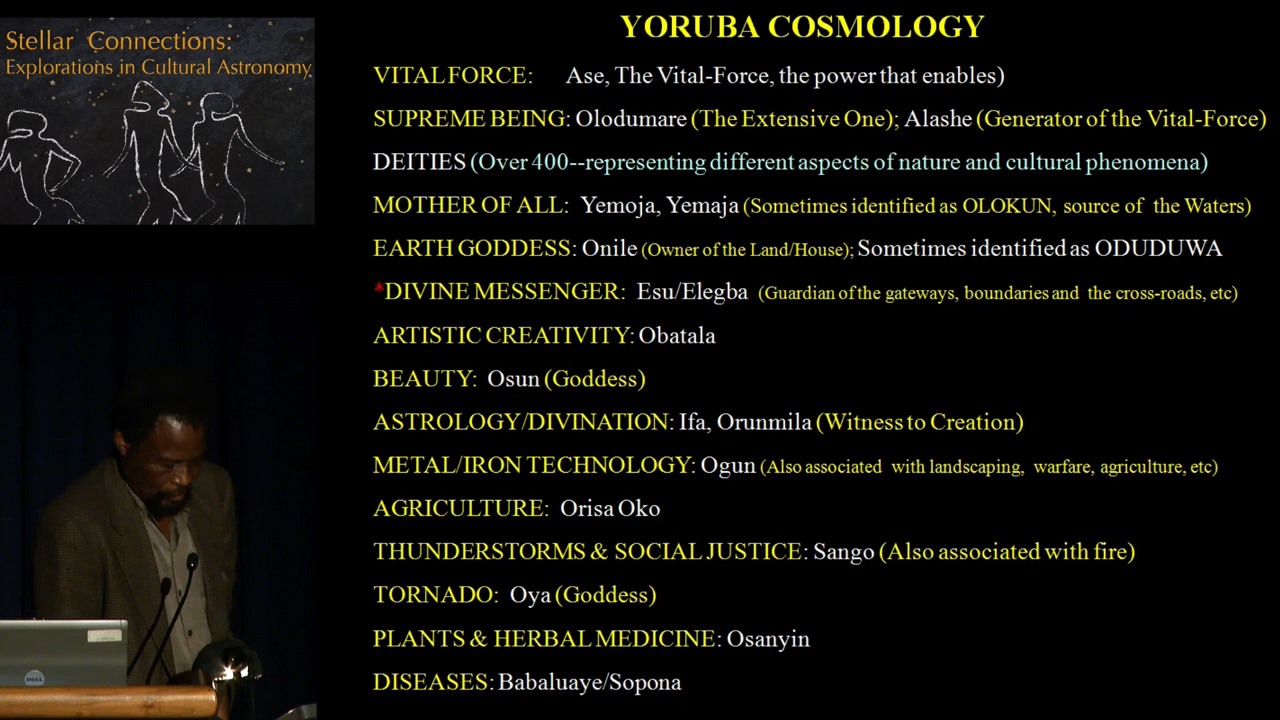 Stellar Connections:
Explorations in Cultural Astronomy
YORUBA COSMOLOGY
VITAL FORCE: Ase, The Vital-Force, the power that enables)
SUPREME BEING: Olodumare (The Extensive One); Alashe (Generator of the Vital-Force)
DEITIES (Over 400--representing different aspects of nature and cultural phenomena)
MOTHER OF ALL: Yemoja, Yemaja (Sometimes identified as OLOKUN, source of the Waters)
EARTH GODDESS: Onile (Owner of the Land/House); Sometimes identified as ODUDUWA
*DIVINE MESSENGER: Esu/Elegba (Guardian of the gateways, boundaries and the cross-roads, etc)
ARTISTIC CREATIVITY: Obatala
BEAUTY: Osun (Goddess)
ASTROLOGY/DIVINATION: Ifa, Orunmila (Witness to Creation)
METAL/IRON TECHNOLOGY: Ogun (Also associated with landscaping, warfare, agriculture, etc)
AGRICULTURE: Orisa Oko
THUNDERSTORMS & SOCIAL JUSTICE: Sango (Also associated with fire)
TORNADO: Oya (Goddess)
PLANTS & HERBAL MEDICINE: Osanyin
DISEASES: Babaluaye/Sopona
DELL